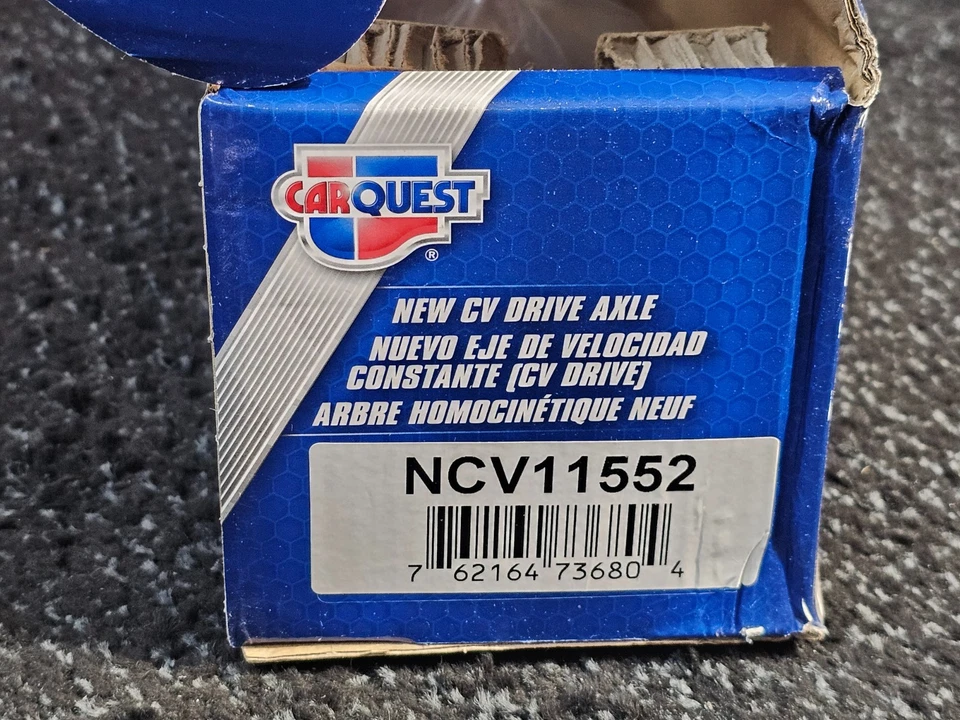 CARQUEST
®
NEW CV DRIVE AXLE
NUEVO EJE DE VELOCIDAD
CONSTANTE (CV DRIVE)
ARBRE HOMOCINÉTIQUE NEUF
NCV11552
7 62164 73680 4